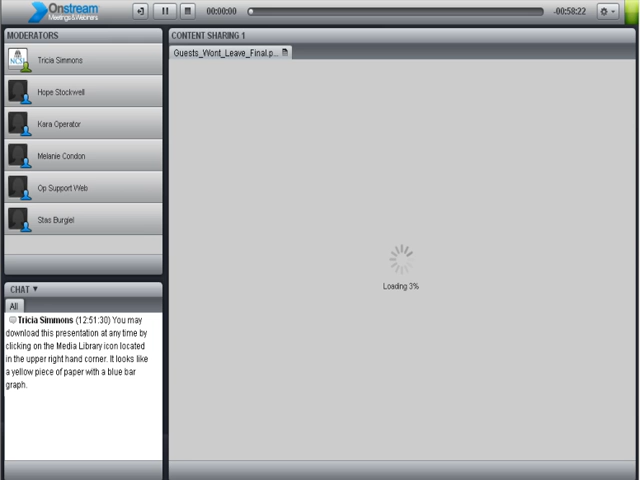 Onstream
Meetings & Webinars
00:00:00
-00:58:22
MODERATORS
Tricia Simmons
Hope Stockwell
Kara Operator
Melanie Condon
Op Support Web
Stas Burgiel
CHAT
All
Tricia Simmons (12:51:30) You may
download this presentation at any time by
clicking on the Media Library icon located
in the upper right hand corner. It looks like
a yellow piece of paper with a blue bar
graph.
CONTENT SHARING 1
Guests_Wont_Leave_Final.p...
Loading 3%